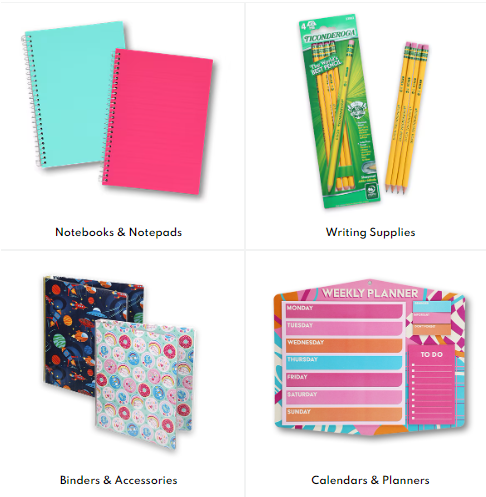 4
TICONDEROGA
The World's
BEST PENCIL
Notebooks & Notepads
Writing Supplies
WEEKLY PLANNER
MONDAY
TUESDAY
WEDNESDAY
THURSDAY
FRIDAY
SATURDAY
SUNDAY
TO DO
Binders & Accessories
Calendars & Planners